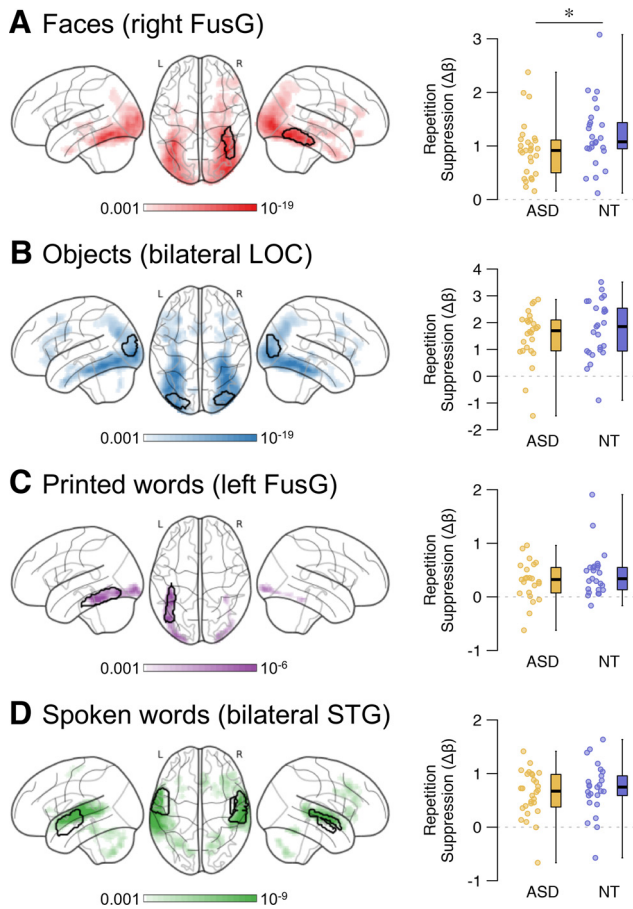 A Faces (right FusG)
L R
0.001 10⁻¹⁹
*
Repetition
Suppression (Δβ)
3
2
1
0
ASD NT
B Objects (bilateral LOC)
L R
0.001 10⁻¹⁹
Repetition
Suppression (Δβ)
4
3
2
1
0
-1
-2
ASD NT
C Printed words (left FusG)
L R
0.001 10⁻⁶
Repetition
Suppression (Δβ)
2
1
0
-1
ASD NT
D Spoken words (bilateral STG)
L R
0.001 10⁻⁹
Repetition
Suppression (Δβ)
2
1
0
-1
ASD NT